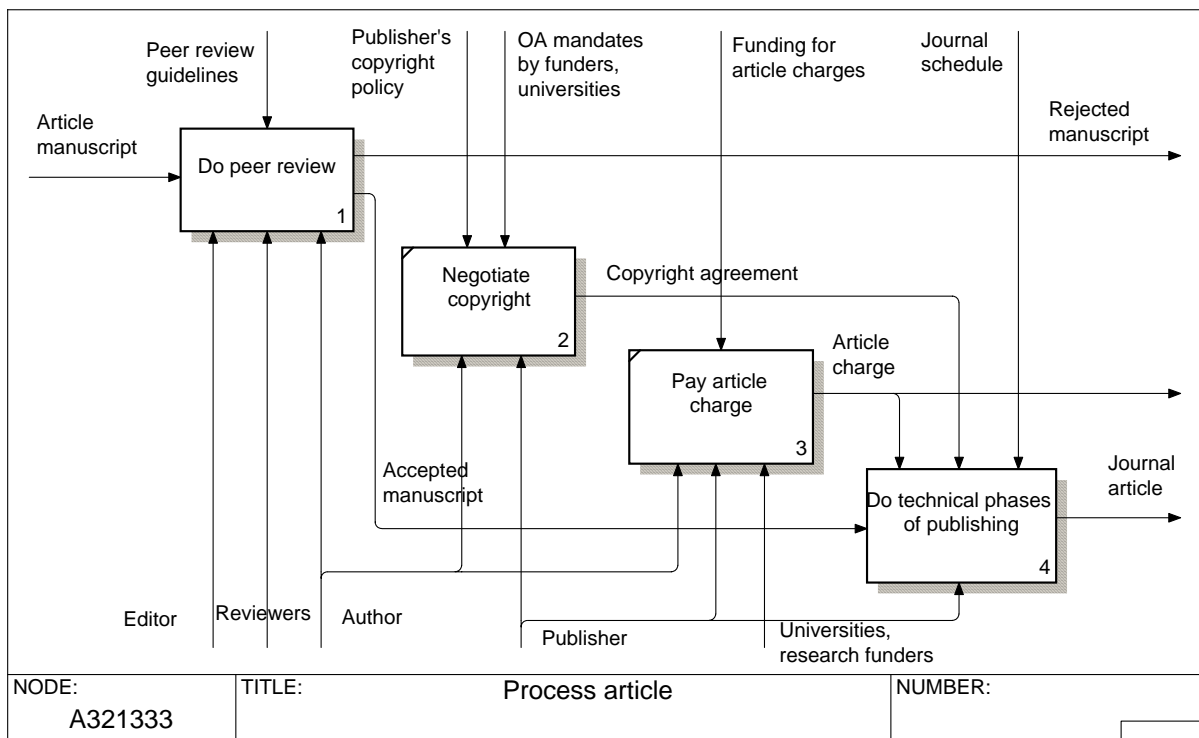 Peer review
guidelines
Publisher's
copyright
policy
OA mandates
by funders,
universities
Funding for
article charges
Journal
schedule
Article
manuscript
Rejected
manuscript
Do peer review
1
Negotiate
copyright
2
Copyright agreement
Pay article
charge
3
Article
charge
Accepted
manuscript
Do technical phases
of publishing
4
Journal
article
Editor
Reviewers
Author
Publisher
Universities,
research funders
NODE:
A321333
TITLE:
Process article
NUMBER: